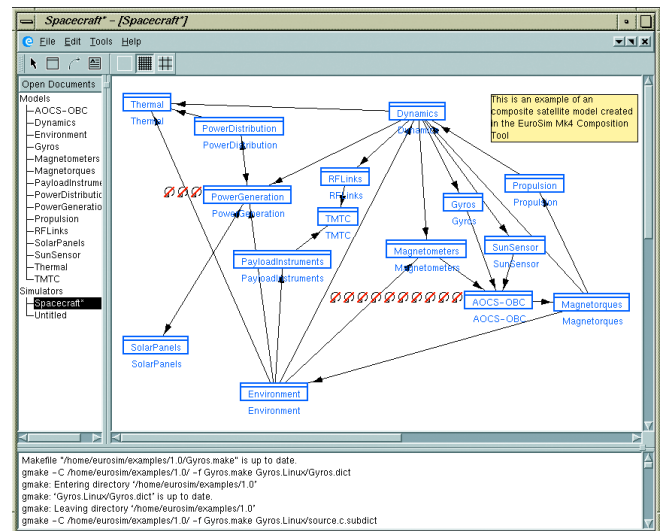 Spacecraft* - [Spacecraft*]
File Edit Tools Help
Open Documents
Models
AOCS-OBC
Dynamics
Environment
Gyros
Magnetometers
Magnetorques
PayloadInstrume
PowerDistributio
PowerGeneratio
Propulsion
RFLinks
SolarPanels
SunSensor
Thermal
TMTC
Simulators
Spacecraft*
Untitled
Thermal
Thermal
PowerDistribution
PowerDistribution
Dynamics
Dynamics
This is an example of an
composite satellite model created
in the EuroSim Mk4 Composition
Tool
RFLinks
RFLinks
Propulsion
Propulsion
PowerGeneration
PowerGeneration
Gyros
Gyros
TMTC
TMTC
PayloadInstruments
PayloadInstruments
Magnetometers
Magnetometers
SunSensor
SunSensor
AOCS-OBC
AOCS-OBC
Magnetorques
Magnetorques
SolarPanels
SolarPanels
Environment
Environment
Makefile "/home/eurosim/examples/1.0/Gyros.make" is up to date.
gmake -C /home/eurosim/examples/1.0/ -f Gyros.make Gyros.Linux/Gyros.dict
gmake: Entering directory `/home/eurosim/examples/1.0'
gmake: `Gyros.Linux/Gyros.dict' is up to date.
gmake: Leaving directory `/home/eurosim/examples/1.0'
gmake -C /home/eurosim/examples/1.0/ -f Gyros.make Gyros.Linux/source.c.subdict